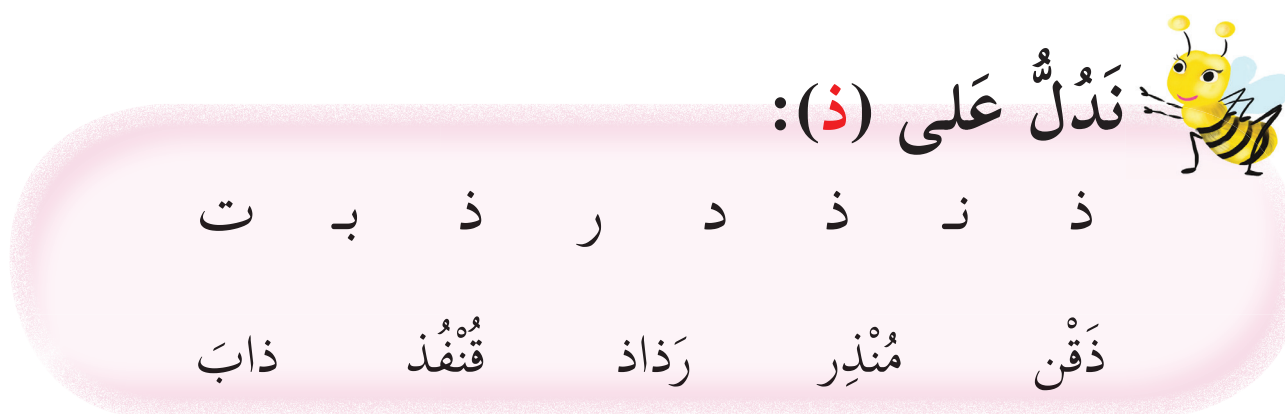 نَدُلُّ عَلى (ذ):
ذ نـ ذ د ر ذ بـ ت
ذَقْن مُنْذِر رَذاذ قُنْفُذ ذابَ